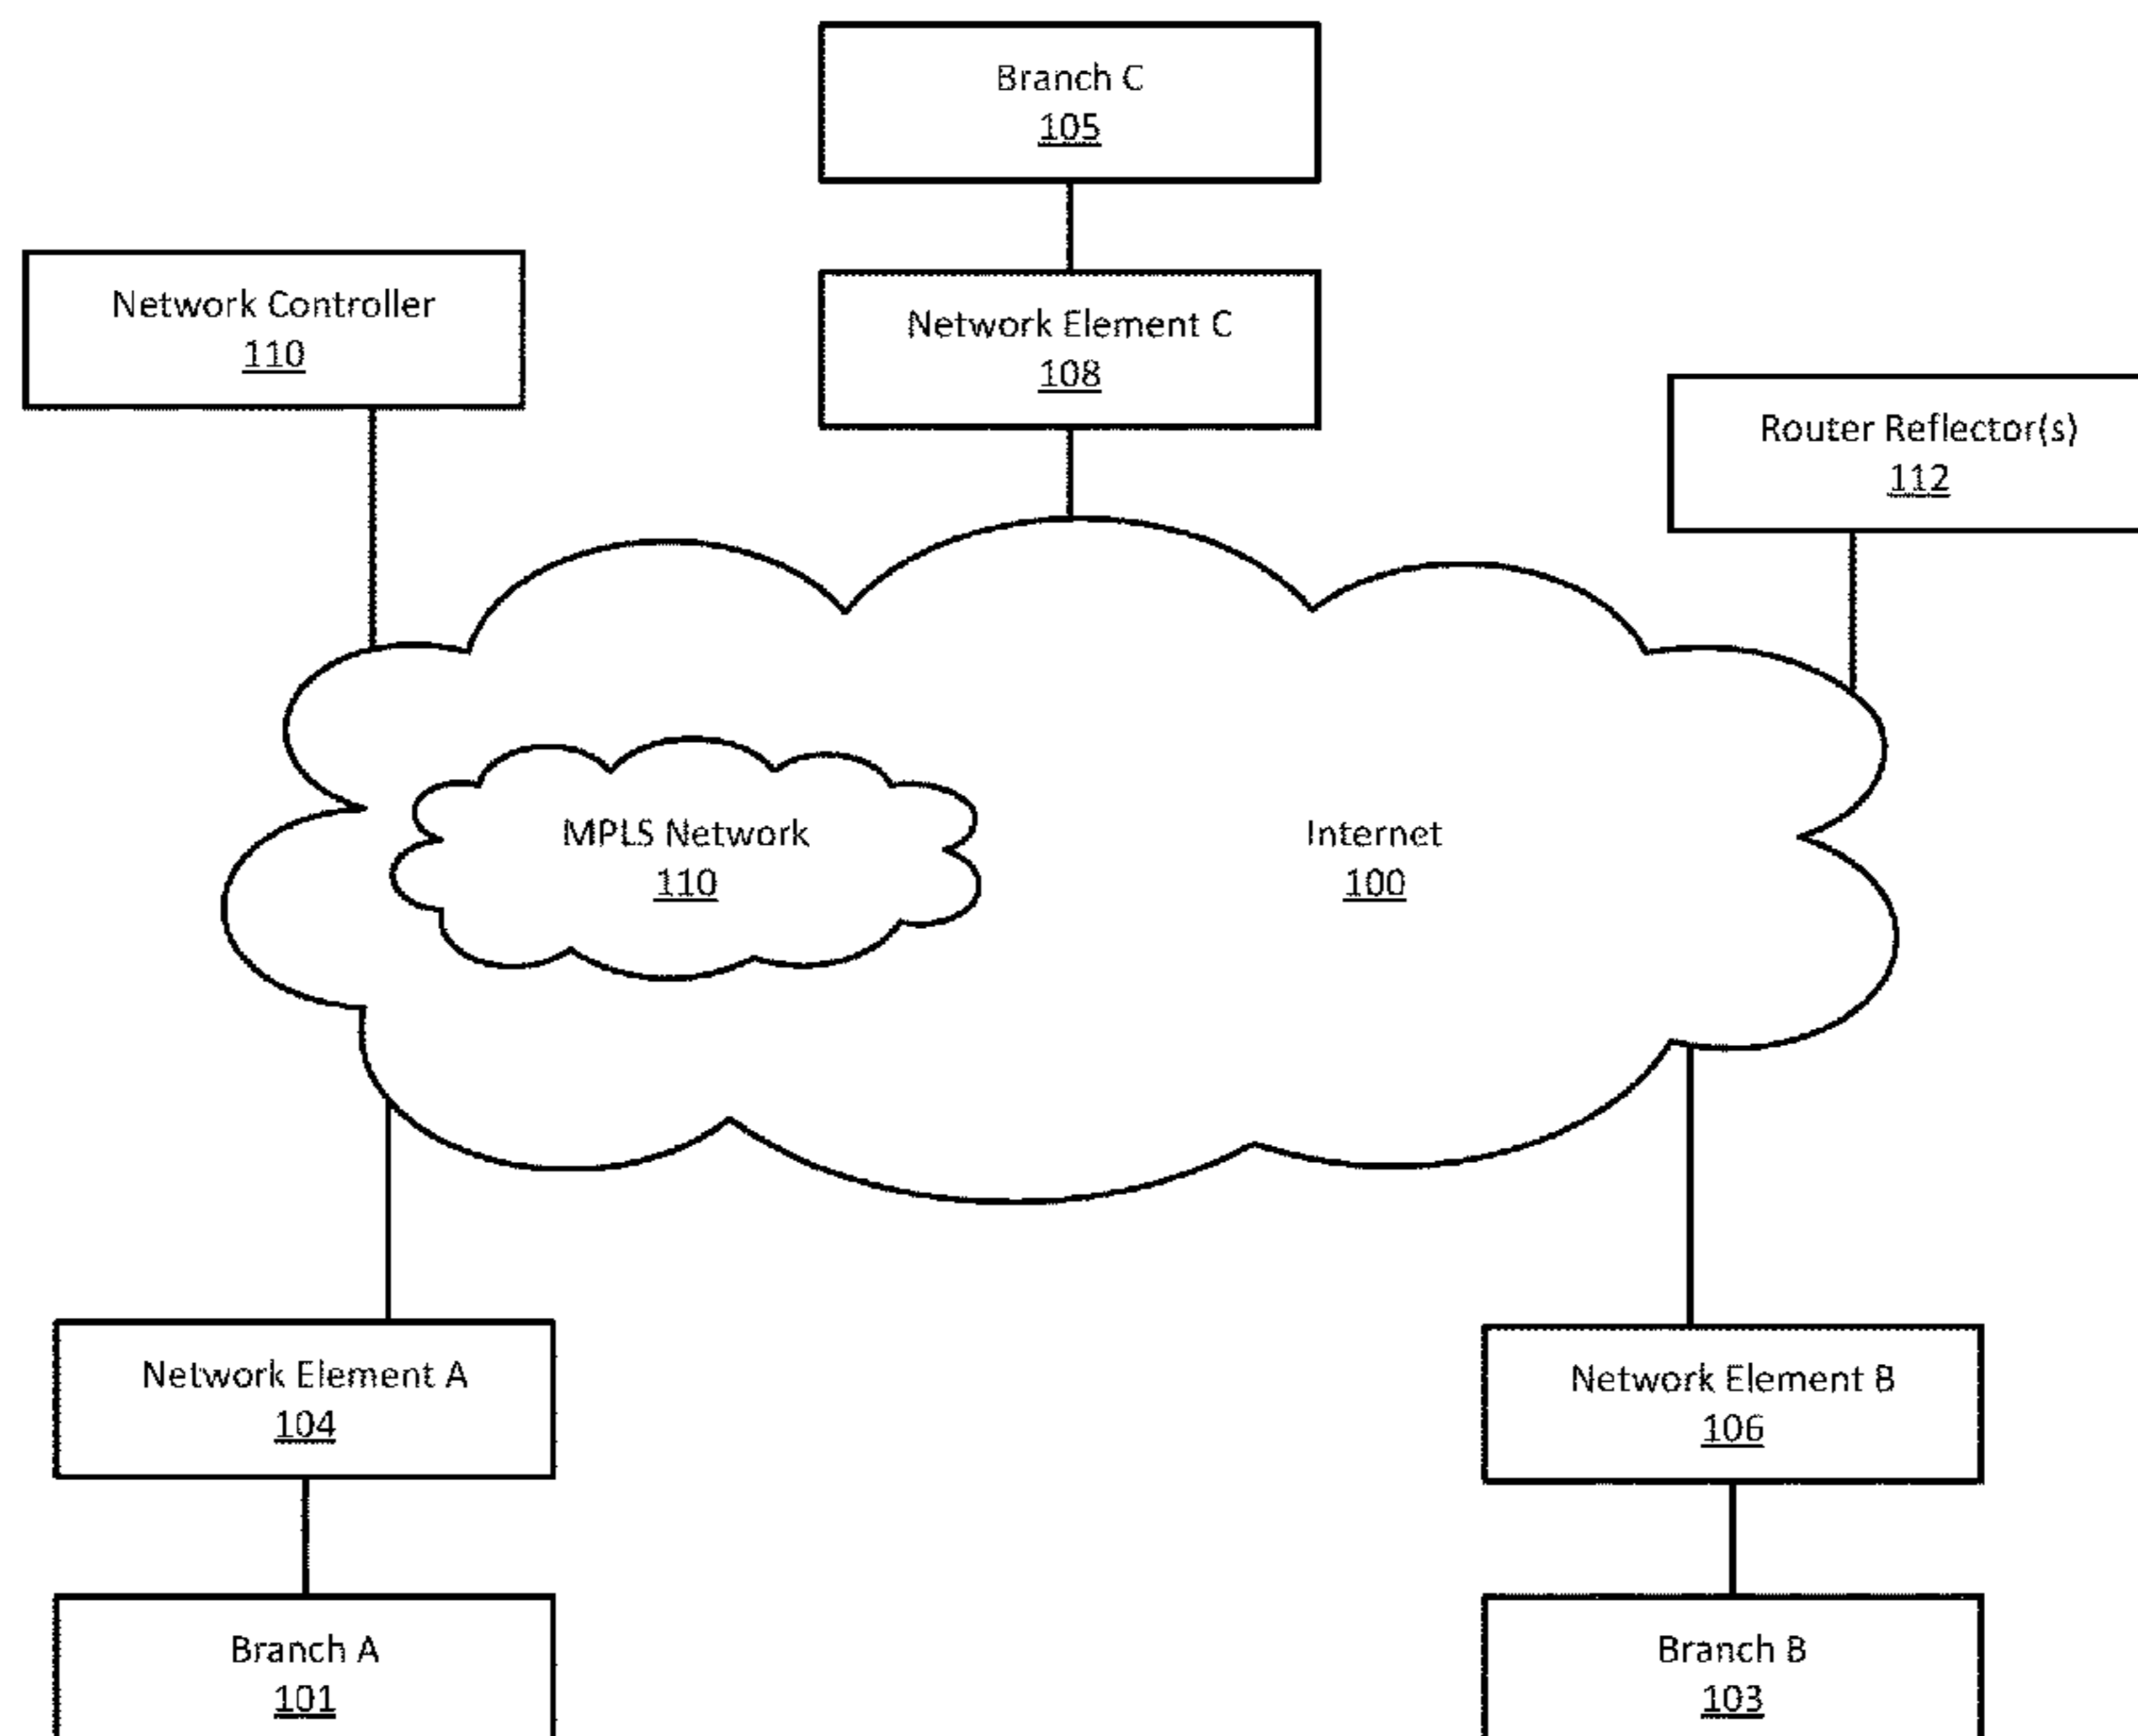 Branch C
105
Network Controller
110
Network Element C
108
Router Reflector(s)
112
MPLS Network
110
Internet
100
Network Element A
104
Network Element B
106
Branch A
101
Branch B
103